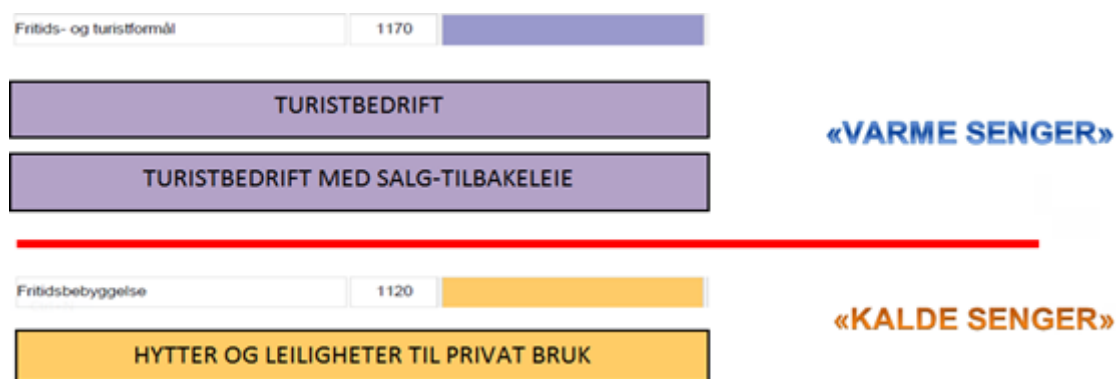 Fritids- og turistformål 1170
TURISTBEDRIFT
«VARME SENGER»
TURISTBEDRIFT MED SALG-TILBAKELEIE
Fritidsbebyggelse 1120
«KALDE SENGER»
HYTTER OG LEILIGHETER TIL PRIVAT BRUK